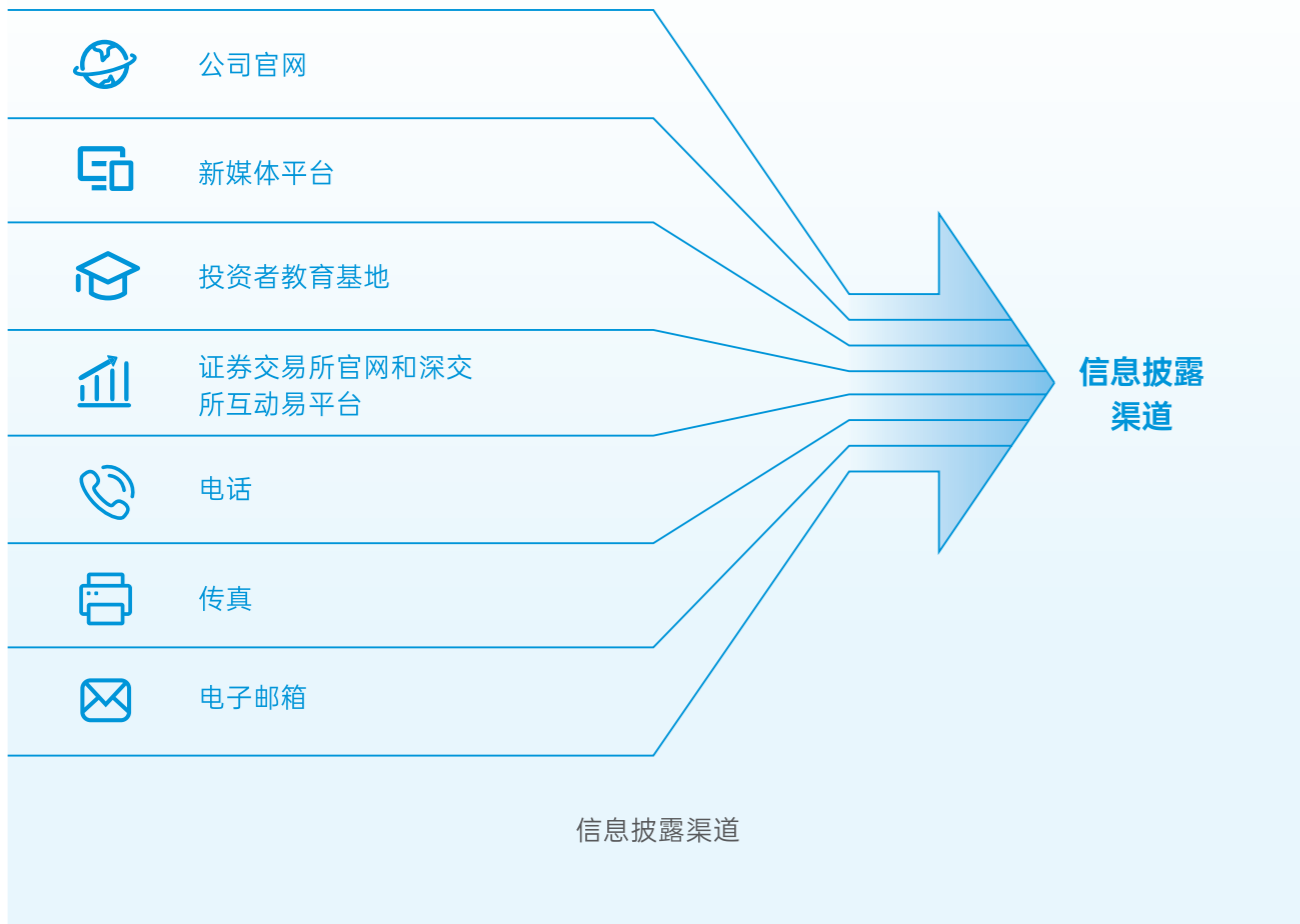 公司官网
新媒体平台
投资者教育基地
证券交易所官网和深交
所互动易平台
电话
传真
电子邮箱
信息披露
渠道
信息披露渠道